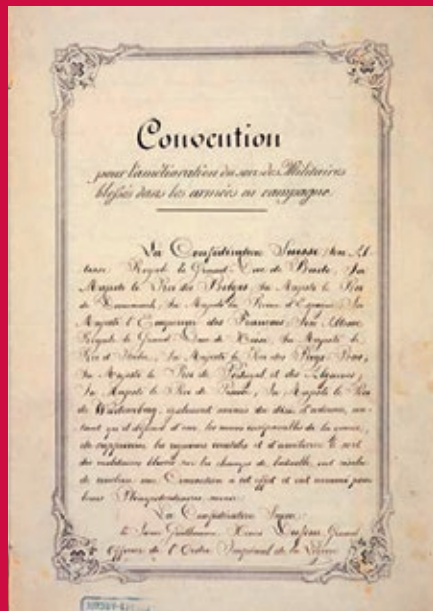 Convention
pour l'amélioration du sort des Militaires
blessés dans les armées en campagne.
La Confédération Suisse, Son Al-
tesse Royale le Grand-Duc de Bade, Sa
Majesté le Roi des Belges, Sa Majesté le Roi
de Danemark, Sa Majesté la Reine d'Espagne, Sa
Majesté l'Empereur des Français, Son Altesse
Royale le Grand Duc de Hesse, Sa Majesté le
Roi d'Italie, Sa Majesté le Roi des Pays-Bas,
Sa Majesté le Roi de Portugal et des Algarves,
Sa Majesté le Roi de Prusse, Sa Majesté le Roi
de Wurtemberg, également animés du désir d'adoucir, au-
tant qu'il dépend d'eux, les maux inséparables de la guerre,
de supprimer les rigueurs inutiles et d'améliorer le sort
des militaires blessés sur les champs de bataille, ont résolu
de conclure une Convention à cet effet et ont nommé pour
leurs Plénipotentiaires, savoir:
La Confédération Suisse
le Sieur Guillaume Henri Dufour, Grand
Officier de l'Ordre Impérial de la Légion